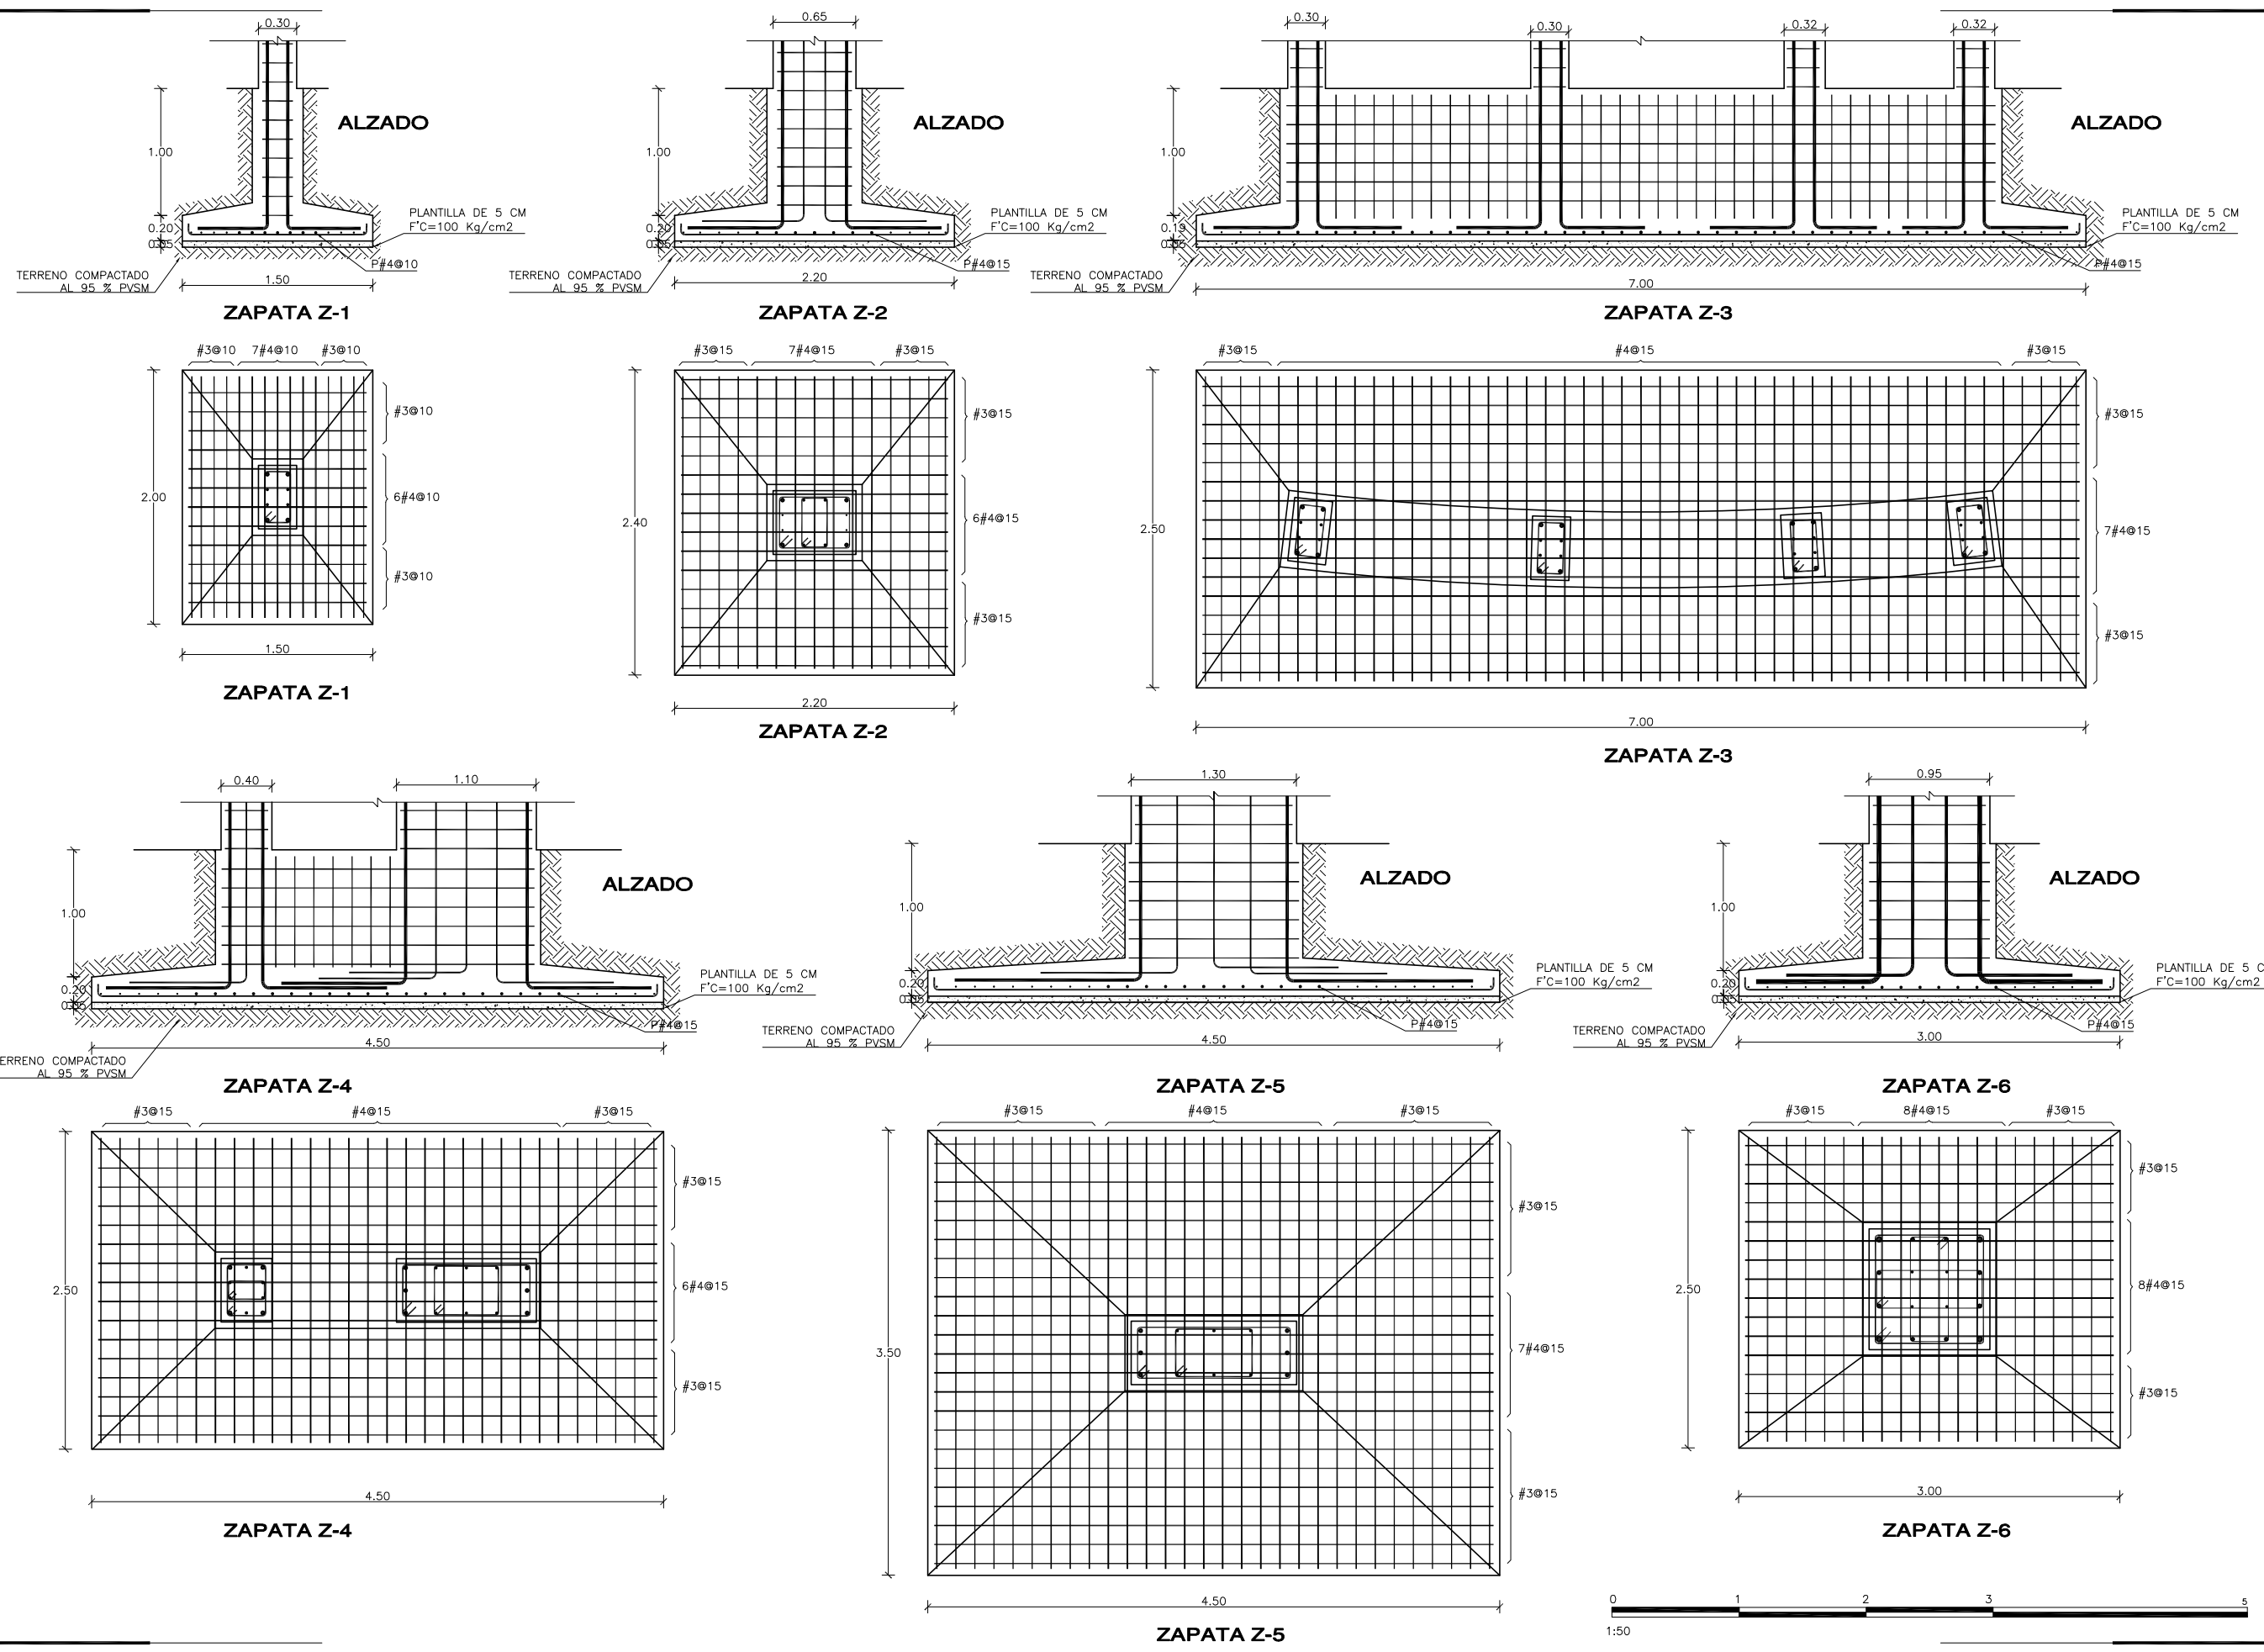 0.30
ALZADO
1.00
0.20
0.05
PLANTILLA DE 5 CM
F'C=100 Kg/cm2
P#4@10
TERRENO COMPACTADO
AL 95 % PVSM
1.50
ZAPATA Z-1
0.65
ALZADO
1.00
0.20
0.05
PLANTILLA DE 5 CM
F'C=100 Kg/cm2
P#4@15
TERRENO COMPACTADO
AL 95 % PVSM
2.20
ZAPATA Z-2
0.30
0.30
0.32
0.32
ALZADO
1.00
0.19
PLANTILLA DE 5 CM
F'C=100 Kg/cm2
P#4@15
TERRENO COMPACTADO
AL 95 % PVSM
7.00
ZAPATA Z-3
#3@10 7#4@10 #3@10
#3@10
2.00
6#4@10
#3@10
1.50
ZAPATA Z-1
#3@15 7#4@15 #3@15
#3@15
2.40
6#4@15
#3@15
2.20
ZAPATA Z-2
#3@15 #4@15 #3@15
#3@15
2.50
7#4@15
#3@15
7.00
ZAPATA Z-3
0.40
1.10
ALZADO
1.00
0.20
0.05
PLANTILLA DE 5 CM
F'C=100 Kg/cm2
P#4@15
4.50
ERRENO COMPACTADO
AL 95 % PVSM
ZAPATA Z-4
1.30
ALZADO
1.00
0.20
0.05
PLANTILLA DE 5 CM
F'C=100 Kg/cm2
P#4@15
TERRENO COMPACTADO
AL 95 % PVSM
4.50
ZAPATA Z-5
0.95
ALZADO
1.00
0.20
0.05
PLANTILLA DE 5 C
F'C=100 Kg/cm2
P#4@15
TERRENO COMPACTADO
AL 95 % PVSM
3.00
ZAPATA Z-6
#3@15 #4@15 #3@15
#3@15
2.50
6#4@15
#3@15
4.50
ZAPATA Z-4
#3@15 #4@15 #3@15
#3@15
3.50
7#4@15
#3@15
4.50
ZAPATA Z-5
#3@15 8#4@15 #3@15
#3@15
2.50
8#4@15
#3@15
3.00
ZAPATA Z-6
0 1 2 3 5
1:50